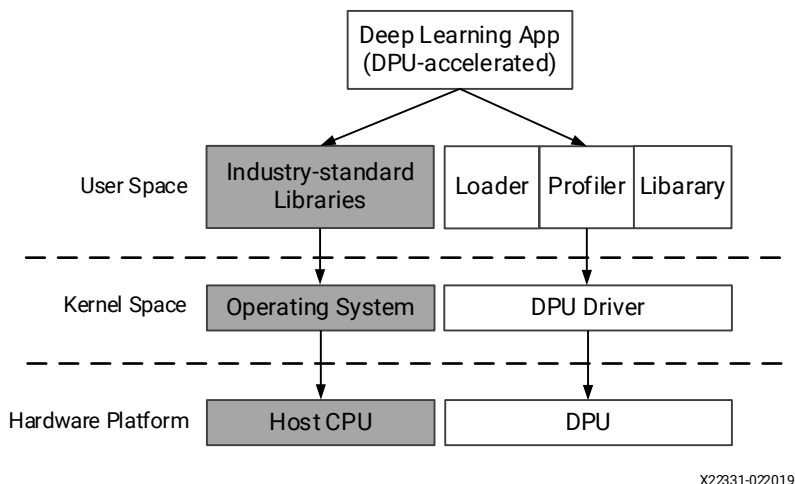 Deep Learning App
(DPU-accelerated)
User Space
Industry-standard
Libraries
Loader
Profiler
Libarary
Kernel Space
Operating System
DPU Driver
Hardware Platform
Host CPU
DPU
X22331-022019